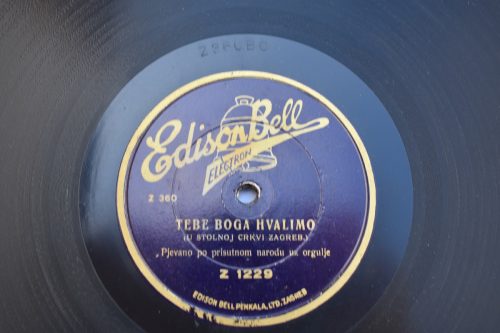 Edison Bell
ELECTRON
Z 360
TEBE BOGA HVALIMO
(U STOLNOJ CRKVI ZAGREB.)
Pjevano po prisutnom narodu uz orgulje
Z 1229
EDISON BELL PENKALA, LTD. ZAGREB